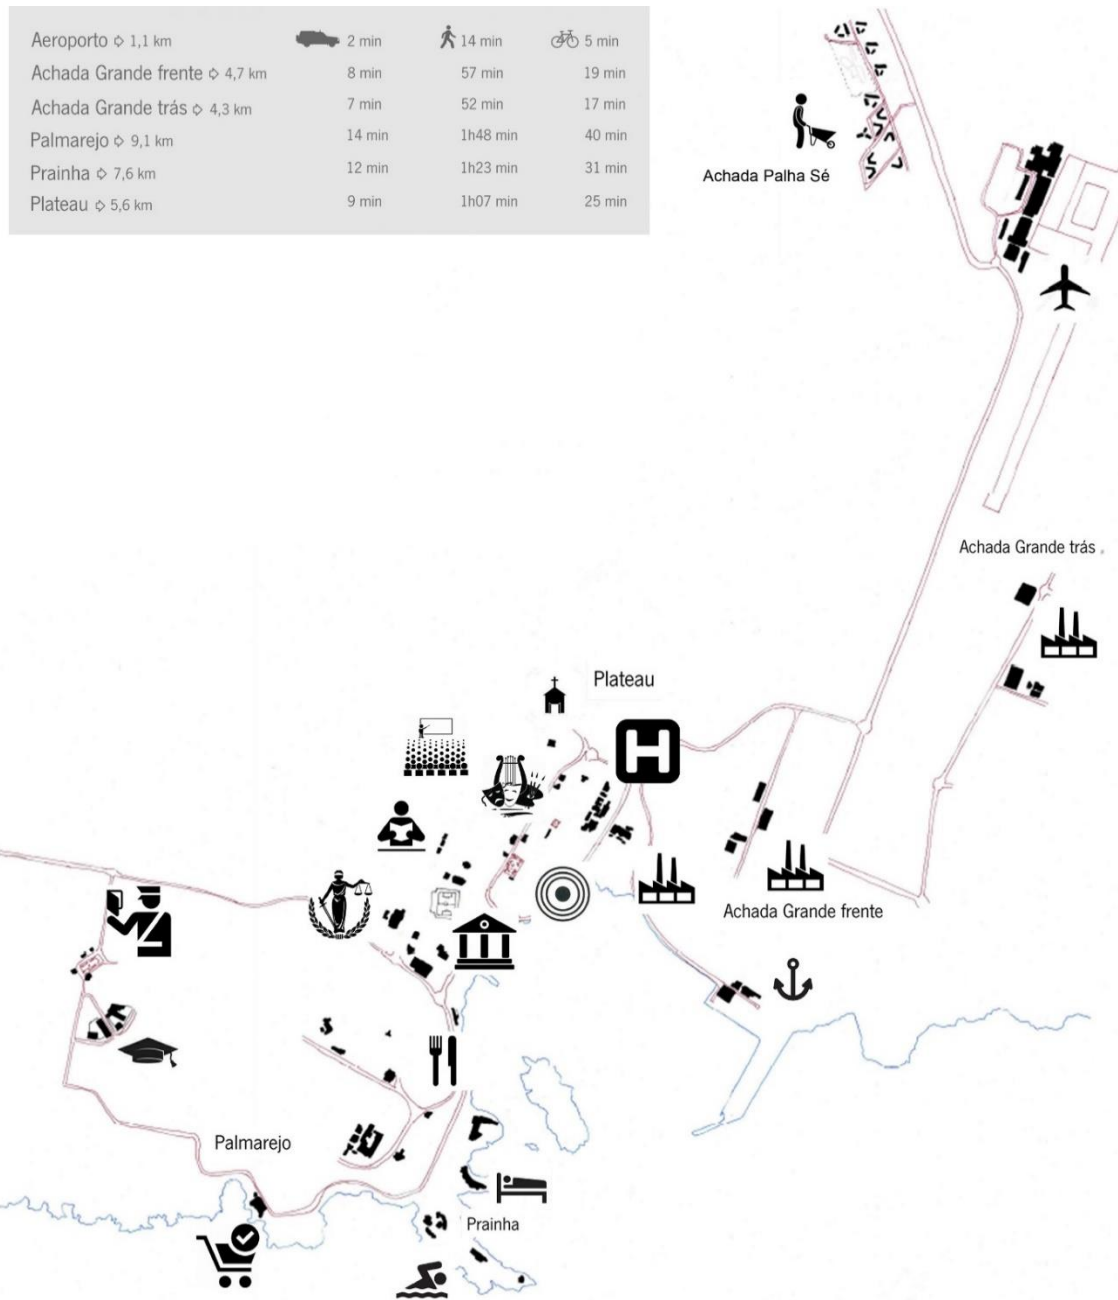 Aeroporto ➩ 1,1 km 2 min 14 min 5 min
Achada Grande frente ➩ 4,7 km 8 min 57 min 19 min
Achada Grande trás ➩ 4,3 km 7 min 52 min 17 min
Palmarejo ➩ 9,1 km 14 min 1h48 min 40 min
Prainha ➩ 7,6 km 12 min 1h23 min 31 min
Plateau ➩ 5,6 km 9 min 1h07 min 25 min
Achada Palha Sé
Achada Grande trás
Plateau
H
Achada Grande frente
Palmarejo
Prainha